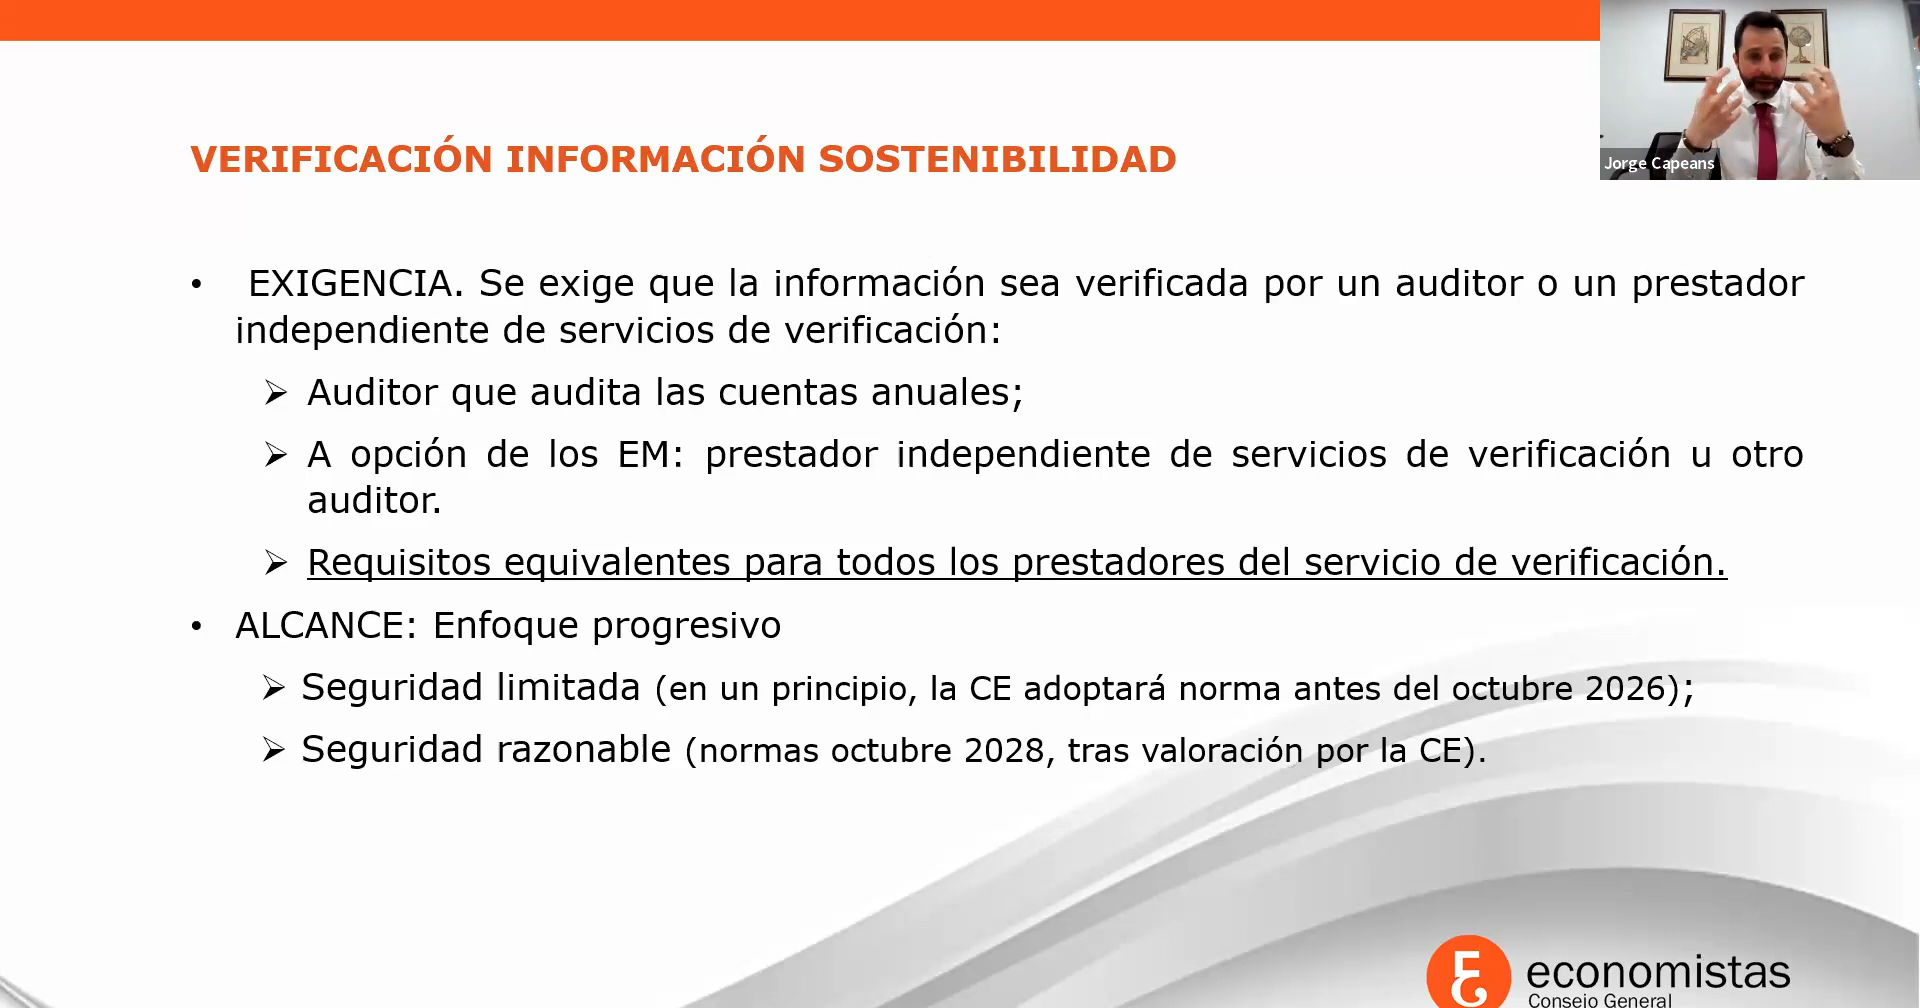 VERIFICACIÓN INFORMACIÓN SOSTENIBILIDAD
Jorge Capeans
• EXIGENCIA. Se exige que la información sea verificada por un auditor o un prestador
independiente de servicios de verificación:
➢ Auditor que audita las cuentas anuales;
➢ A opción de los EM: prestador independiente de servicios de verificación u otro
auditor.
➢ Requisitos equivalentes para todos los prestadores del servicio de verificación.
• ALCANCE: Enfoque progresivo
➢ Seguridad limitada (en un principio, la CE adoptará norma antes del octubre 2026);
➢ Seguridad razonable (normas octubre 2028, tras valoración por la CE).
economistas
Consejo General